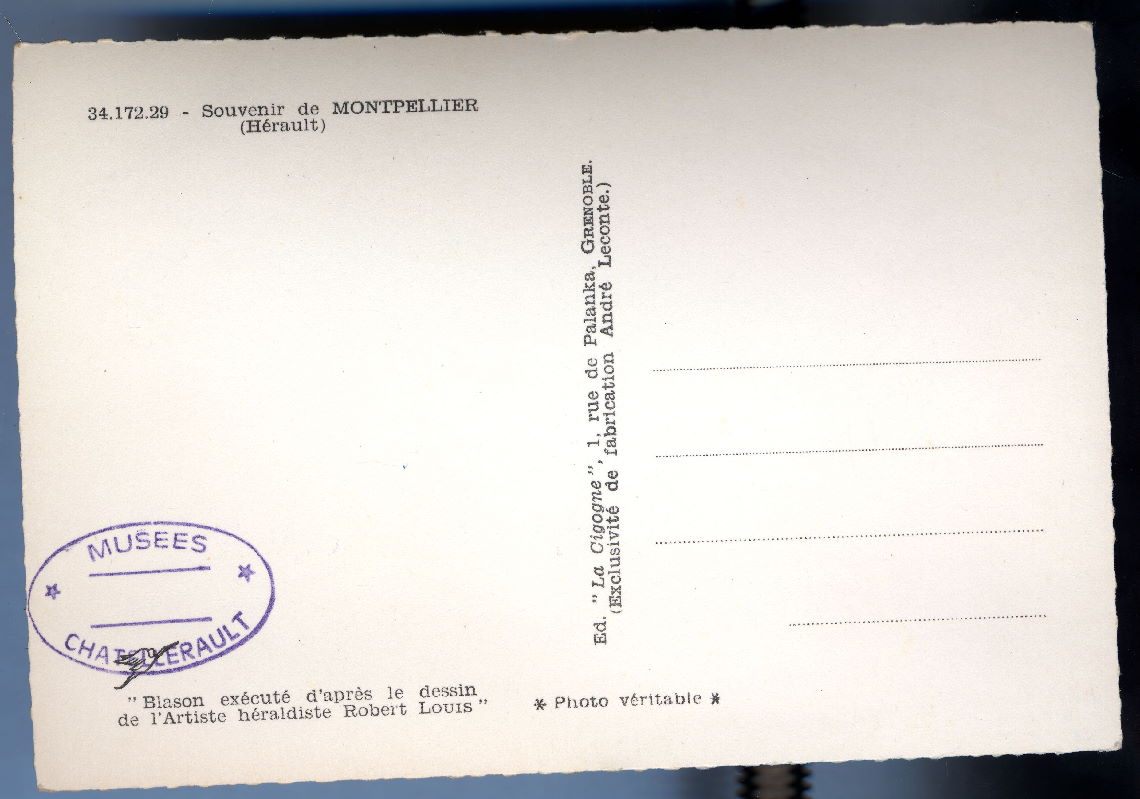 34.172.29 - Souvenir de MONTPELLIER
(Hérault)
Ed. "La Cigogne", 1, rue de Palanka, GRENOBLE.
(Exclusivité de fabrication André Leconte.)
MUSEES
CHATELLERAULT
"Blason exécuté d'après le dessin
de l'Artiste héraldiste Robert LOUIS"
* Photo véritable *